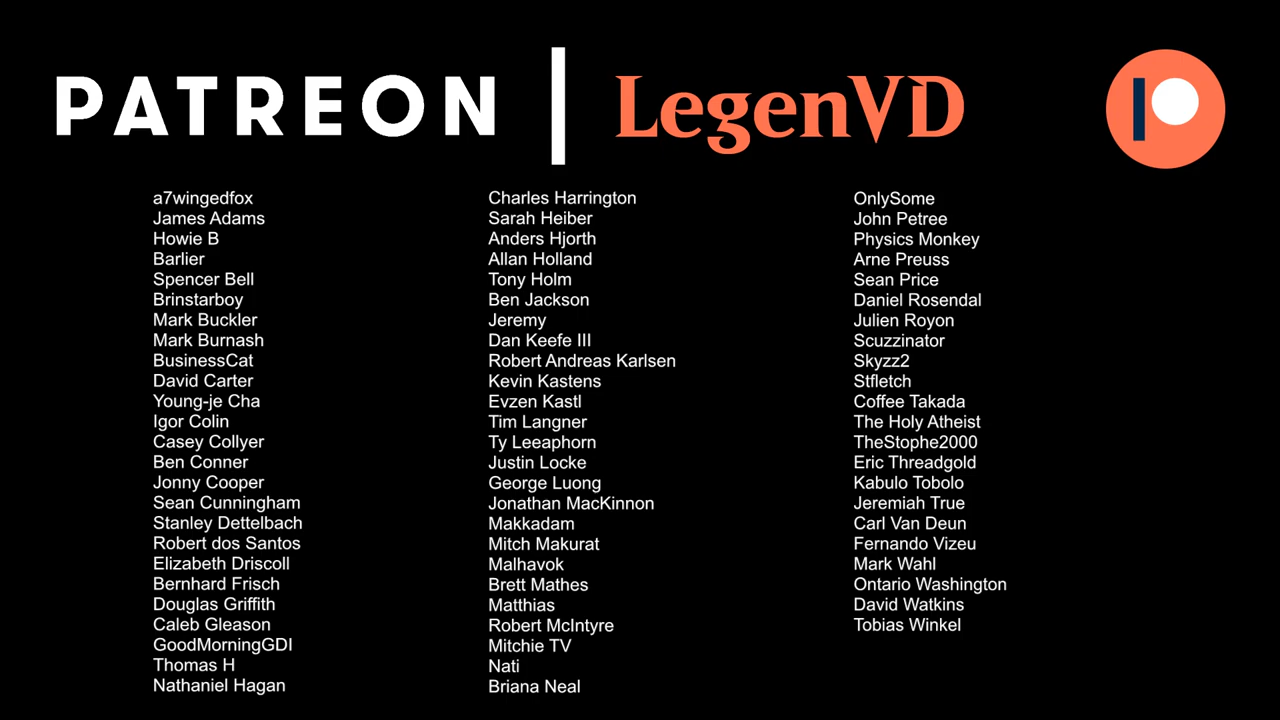 PATREON | LegenVD
a7wingedfox
James Adams
Howie B
Barlier
Spencer Bell
Brinstarboy
Mark Buckler
Mark Burnash
BusinessCat
David Carter
Young-je Cha
Igor Colin
Casey Collyer
Ben Conner
Jonny Cooper
Sean Cunningham
Stanley Dettelbach
Robert dos Santos
Elizabeth Driscoll
Bernhard Frisch
Douglas Griffith
Caleb Gleason
GoodMorningGDI
Thomas H
Nathaniel Hagan
Charles Harrington
Sarah Heiber
Anders Hjorth
Allan Holland
Tony Holm
Ben Jackson
Jeremy
Dan Keefe III
Robert Andreas Karlsen
Kevin Kastens
Evzen Kastl
Tim Langner
Ty Leeaphorn
Justin Locke
George Luong
Jonathan MacKinnon
Makkadam
Mitch Makurat
Malhavok
Brett Mathes
Matthias
Robert McIntyre
Mitchie TV
Nati
Briana Neal
OnlySome
John Petree
Physics Monkey
Arne Preuss
Sean Price
Daniel Rosendal
Julien Royon
Scuzzinator
Skyzz2
Stfletch
Coffee Takada
The Holy Atheist
TheStophe2000
Eric Threadgold
Kabulo Tobolo
Jeremiah True
Carl Van Deun
Fernando Vizeu
Mark Wahl
Ontario Washington
David Watkins
Tobias Winkel